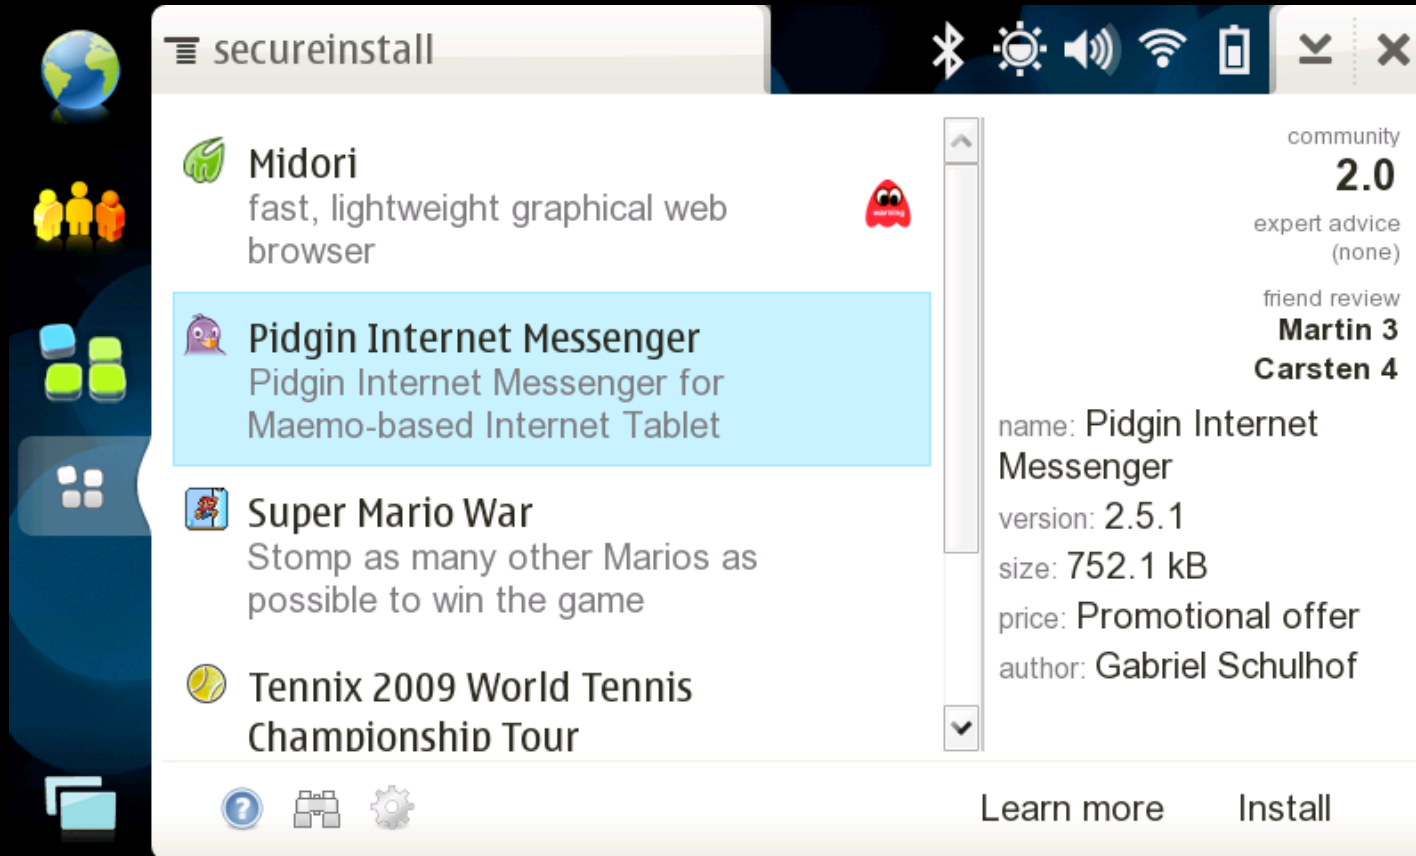 secureinstall
Midori
fast, lightweight graphical web
browser
warning
Pidgin Internet Messenger
Pidgin Internet Messenger for
Maemo-based Internet Tablet
Super Mario War
Stomp as many other Marios as
possible to win the game
Tennix 2009 World Tennis
Championship Tour
community
2.0
expert advice
(none)
friend review
Martin 3
Carsten 4
name: Pidgin Internet
Messenger
version: 2.5.1
size: 752.1 kB
price: Promotional offer
author: Gabriel Schulhof
?
Learn more
Install